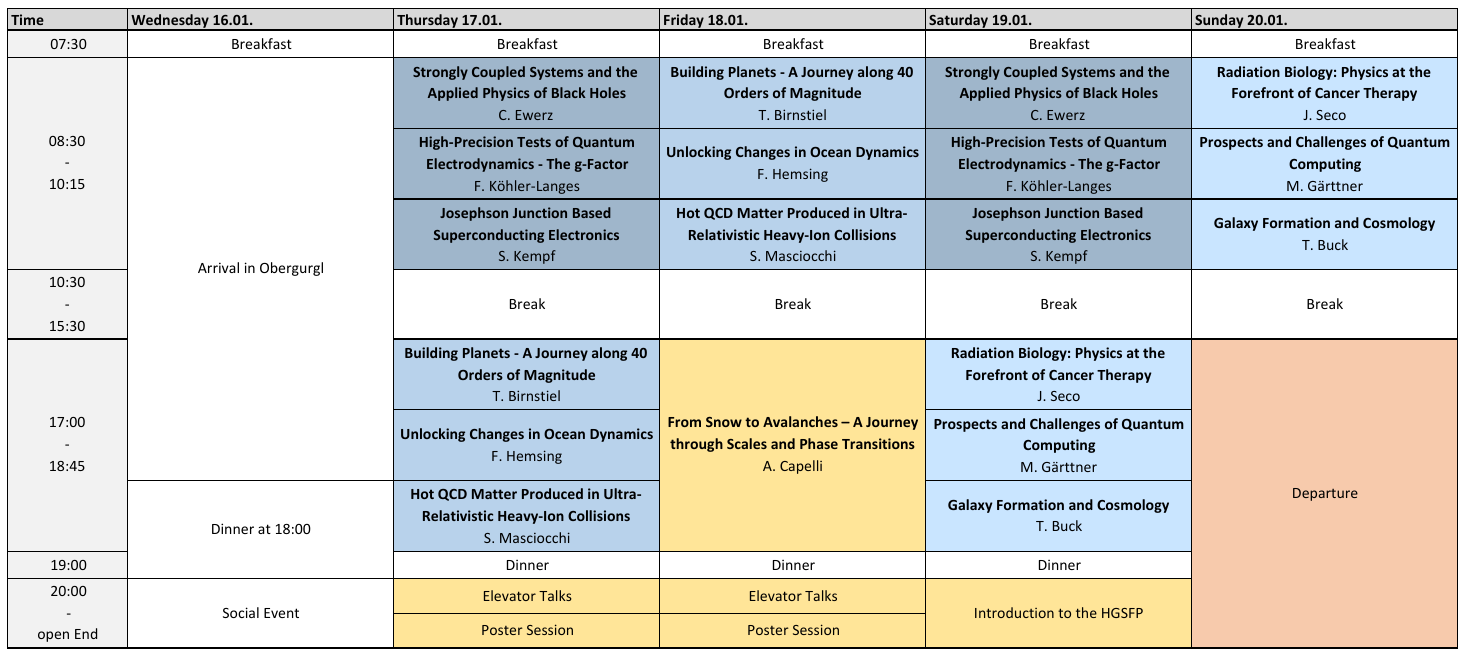 Time Wednesday 16.01. Thursday 17.01. Friday 18.01. Saturday 19.01. Sunday 20.01.
07:30 Breakfast Breakfast Breakfast Breakfast Breakfast
08:30
-
10:15
Arrival in Obergurgl
Strongly Coupled Systems and the
Applied Physics of Black Holes
C. Ewerz
Building Planets - A Journey along 40
Orders of Magnitude
T. Birnstiel
Strongly Coupled Systems and the
Applied Physics of Black Holes
C. Ewerz
Radiation Biology: Physics at the
Forefront of Cancer Therapy
J. Seco
High-Precision Tests of Quantum
Electrodynamics - The g-Factor
F. Köhler-Langes
Unlocking Changes in Ocean Dynamics
F. Hemsing
High-Precision Tests of Quantum
Electrodynamics - The g-Factor
F. Köhler-Langes
Prospects and Challenges of Quantum
Computing
M. Gärttner
Josephson Junction Based
Superconducting Electronics
S. Kempf
Hot QCD Matter Produced in Ultra-
Relativistic Heavy-Ion Collisions
S. Masciocchi
Josephson Junction Based
Superconducting Electronics
S. Kempf
Galaxy Formation and Cosmology
T. Buck
10:30
-
15:30
Break Break Break Break
17:00
-
18:45
Building Planets - A Journey along 40
Orders of Magnitude
T. Birnstiel
From Snow to Avalanches – A Journey
through Scales and Phase Transitions
A. Capelli
Radiation Biology: Physics at the
Forefront of Cancer Therapy
J. Seco
Departure
Unlocking Changes in Ocean Dynamics
F. Hemsing
Prospects and Challenges of Quantum
Computing
M. Gärttner
Dinner at 18:00
Hot QCD Matter Produced in Ultra-
Relativistic Heavy-Ion Collisions
S. Masciocchi
Galaxy Formation and Cosmology
T. Buck
19:00 Dinner Dinner Dinner
20:00
-
open End
Social Event
Elevator Talks Elevator Talks
Introduction to the HGSFP
Poster Session Poster Session